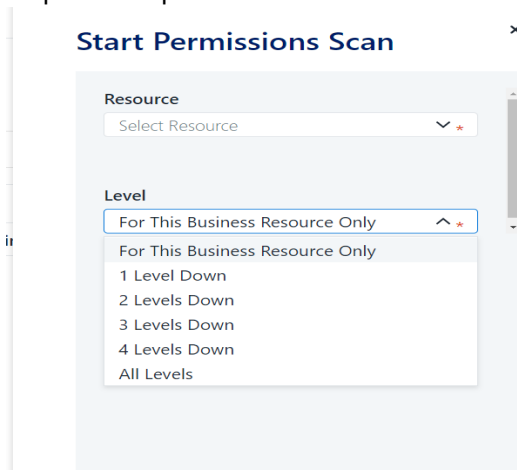 Start Permissions Scan
Resource
Select Resource *
Level
For This Business Resource Only *
For This Business Resource Only
1 Level Down
2 Levels Down
3 Levels Down
4 Levels Down
All Levels